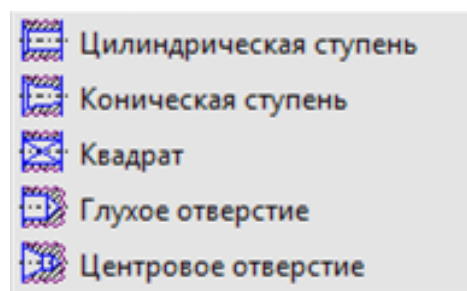 Цилиндрическая ступень
Коническая ступень
Квадрат
Глухое отверстие
Центровое отверстие